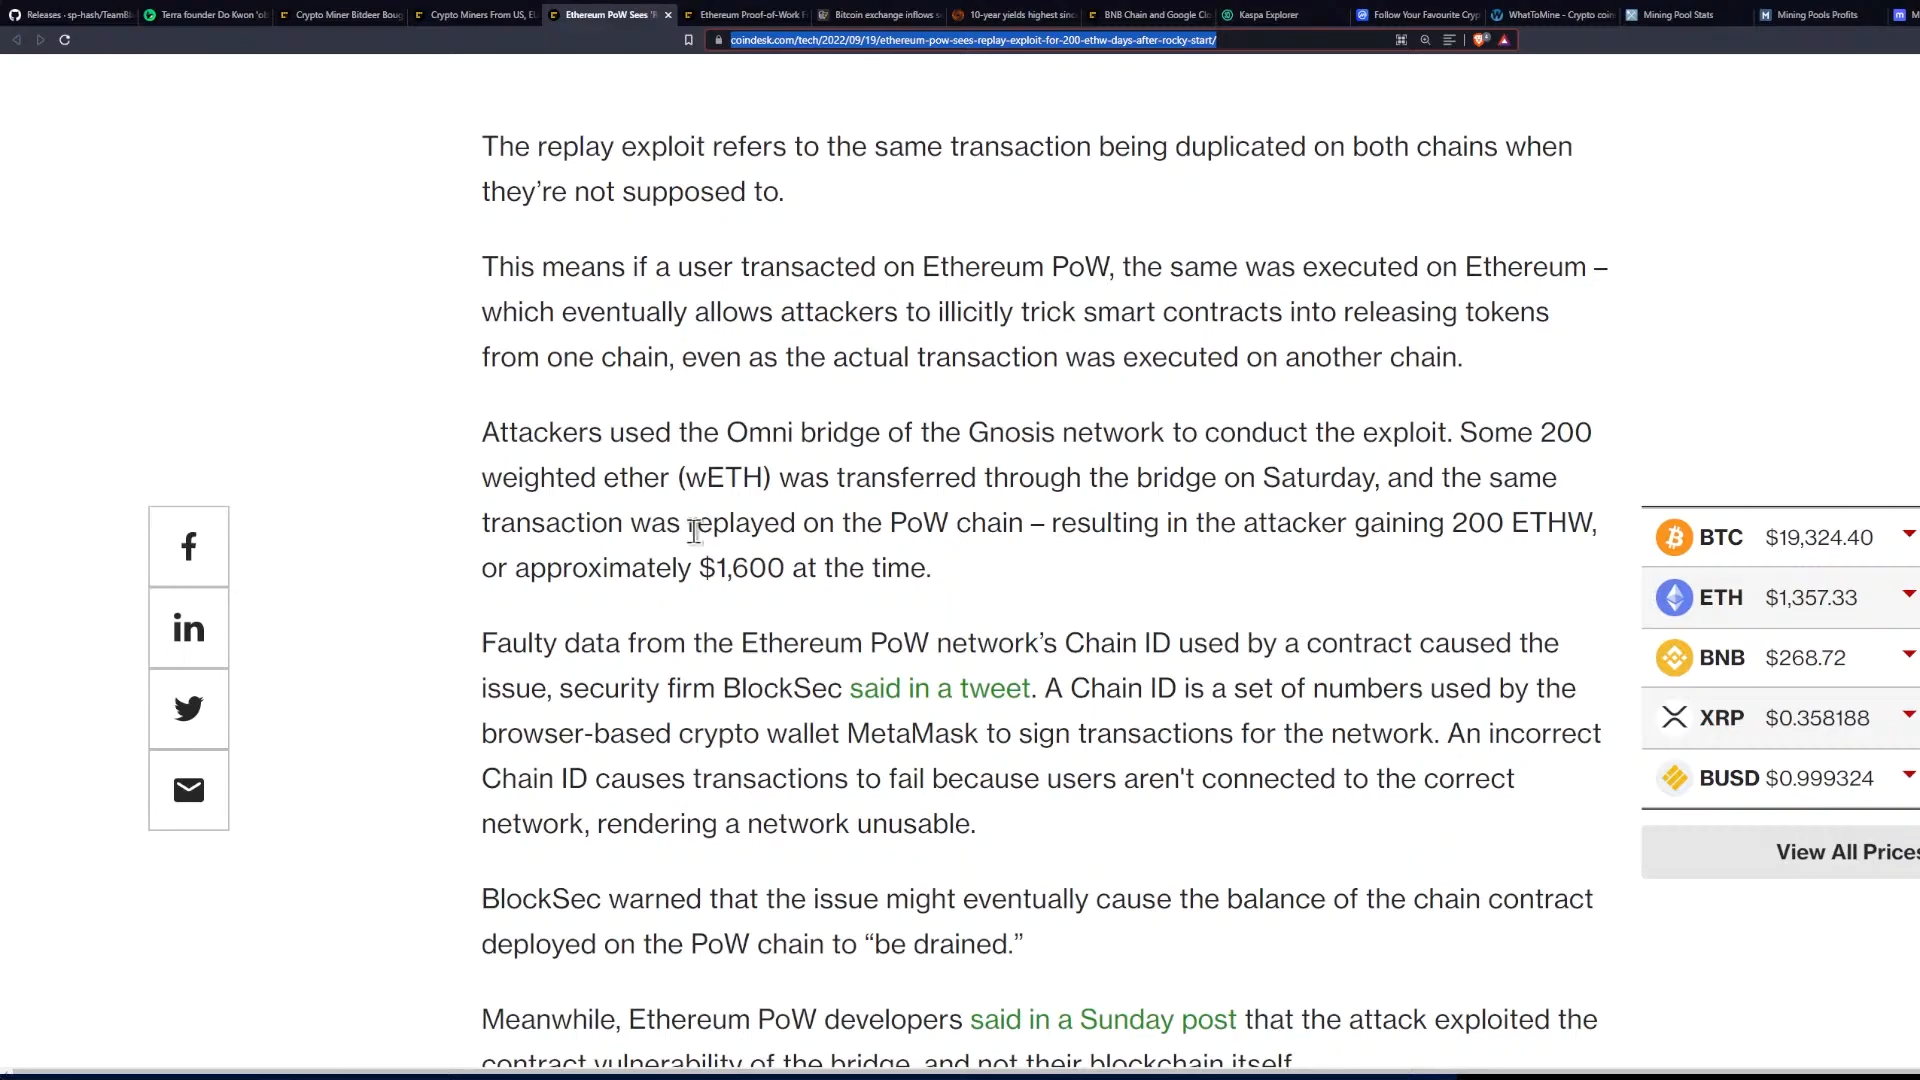 Releases · sp-hash/TeamBl
Terra founder Do Kwon 'ob
Crypto Miner Bitdeer Boug
Crypto Miners From US, EU
Ethereum PoW Sees 'R
Ethereum Proof-of-Work F
Bitcoin exchange inflows s
10-year yields highest sinc
BNB Chain and Google Clo
Kaspa Explorer
Follow Your Favourite Cryp
WhatToMine - Crypto coin
Mining Pool Stats
Mining Pools Profits
coindesk.com/tech/2022/09/19/ethereum-pow-sees-replay-exploit-for-200-ethw-days-after-rocky-start/
The replay exploit refers to the same transaction being duplicated on both chains when
they’re not supposed to.
This means if a user transacted on Ethereum PoW, the same was executed on Ethereum –
which eventually allows attackers to illicitly trick smart contracts into releasing tokens
from one chain, even as the actual transaction was executed on another chain.
Attackers used the Omni bridge of the Gnosis network to conduct the exploit. Some 200
weighted ether (wETH) was transferred through the bridge on Saturday, and the same
transaction was replayed on the PoW chain – resulting in the attacker gaining 200 ETHW,
or approximately $1,600 at the time.
Faulty data from the Ethereum PoW network’s Chain ID used by a contract caused the
issue, security firm BlockSec said in a tweet. A Chain ID is a set of numbers used by the
browser-based crypto wallet MetaMask to sign transactions for the network. An incorrect
Chain ID causes transactions to fail because users aren't connected to the correct
network, rendering a network unusable.
BlockSec warned that the issue might eventually cause the balance of the chain contract
deployed on the PoW chain to “be drained.”
Meanwhile, Ethereum PoW developers said in a Sunday post that the attack exploited the
contract vulnerability of the bridge, and not their blockchain itself.
BTC $19,324.40
ETH $1,357.33
BNB $268.72
XRP $0.358188
BUSD $0.999324
View All Prices